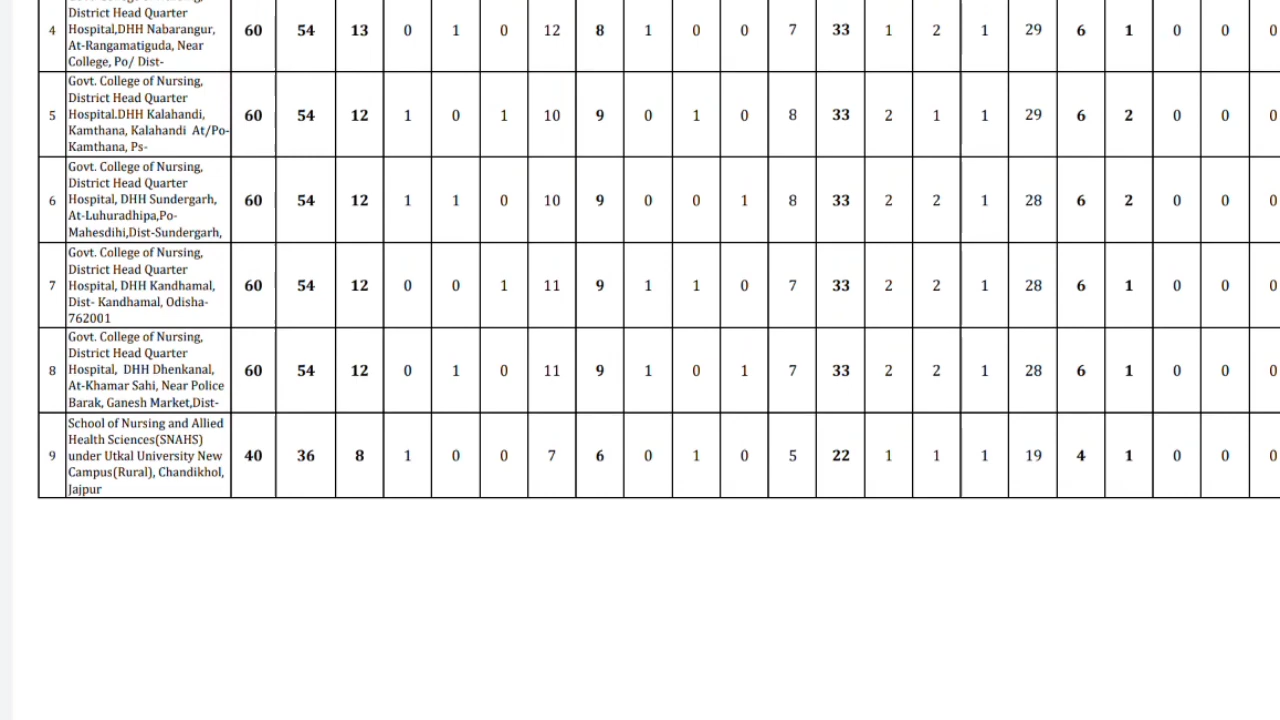 District Head Quarter
4 Hospital,DHH Nabarangur, 60 54 13 0 1 0 12 8 1 0 0 7 33 1 2 1 29 6 1 0 0 0
At-Rangamatiguda, Near
College, Po/ Dist-
Govt. College of Nursing,
District Head Quarter
5 Hospital.DHH Kalahandi, 60 54 12 1 0 1 10 9 0 1 0 8 33 2 1 1 29 6 2 0 0 0
Kamthana, Kalahandi At/Po-
Kamthana, Ps-
Govt. College of Nursing,
District Head Quarter
6 Hospital, DHH Sundergarh, 60 54 12 1 1 0 10 9 0 0 1 8 33 2 2 1 28 6 2 0 0 0
At-Luhuradhipa,Po-
Mahesdihi,Dist-Sundergarh,
Govt. College of Nursing,
District Head Quarter
7 Hospital, DHH Kandhamal, 60 54 12 0 0 1 11 9 1 1 0 7 33 2 2 1 28 6 1 0 0 0
Dist- Kandhamal, Odisha-
762001
Govt. College of Nursing,
District Head Quarter
8 Hospital, DHH Dhenkanal, 60 54 12 0 1 0 11 9 1 0 1 7 33 2 2 1 28 6 1 0 0 0
At-Khamar Sahi, Near Police
Barak, Ganesh Market,Dist-
School of Nursing and Allied
Health Sciences(SNAHS)
9 under Utkal University New 40 36 8 1 0 0 7 6 0 1 0 5 22 1 1 1 19 4 1 0 0 0
Campus(Rural), Chandikhol,
Jajpur